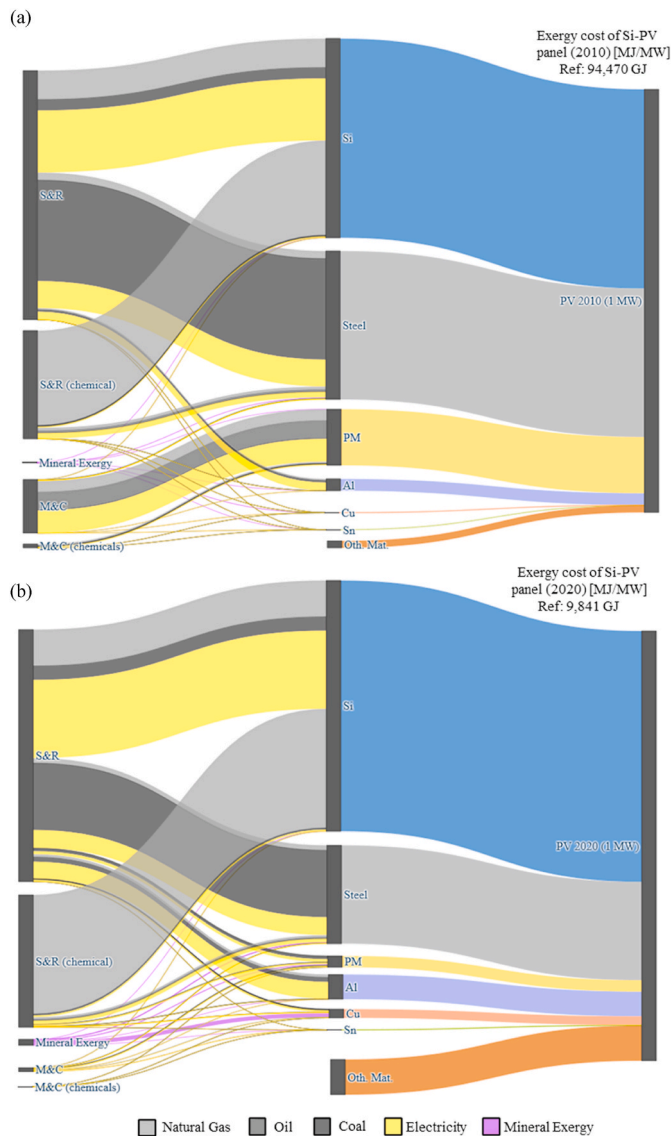 (a)
Exergy cost of Si-PV
panel (2010) [MJ/MW]
Ref: 94,470 GJ
Si
S&R
PV 2010 (1 MW)
Steel
S&R (chemical)
PM
Mineral Exergy
Al
M&C
Cu
Sn
M&C (chemicals)
Oth. Mat.
(b)
Exergy cost of Si-PV
panel (2020) [MJ/MW]
Ref: 9,841 GJ
Si
S&R
PV 2020 (1 MW)
Steel
S&R (chemical)
PM
Al
Cu
Mineral Exergy
Sn
M&C
M&C (chemicals)
Oth. Mat.
Natural Gas Oil Coal Electricity Mineral Exergy